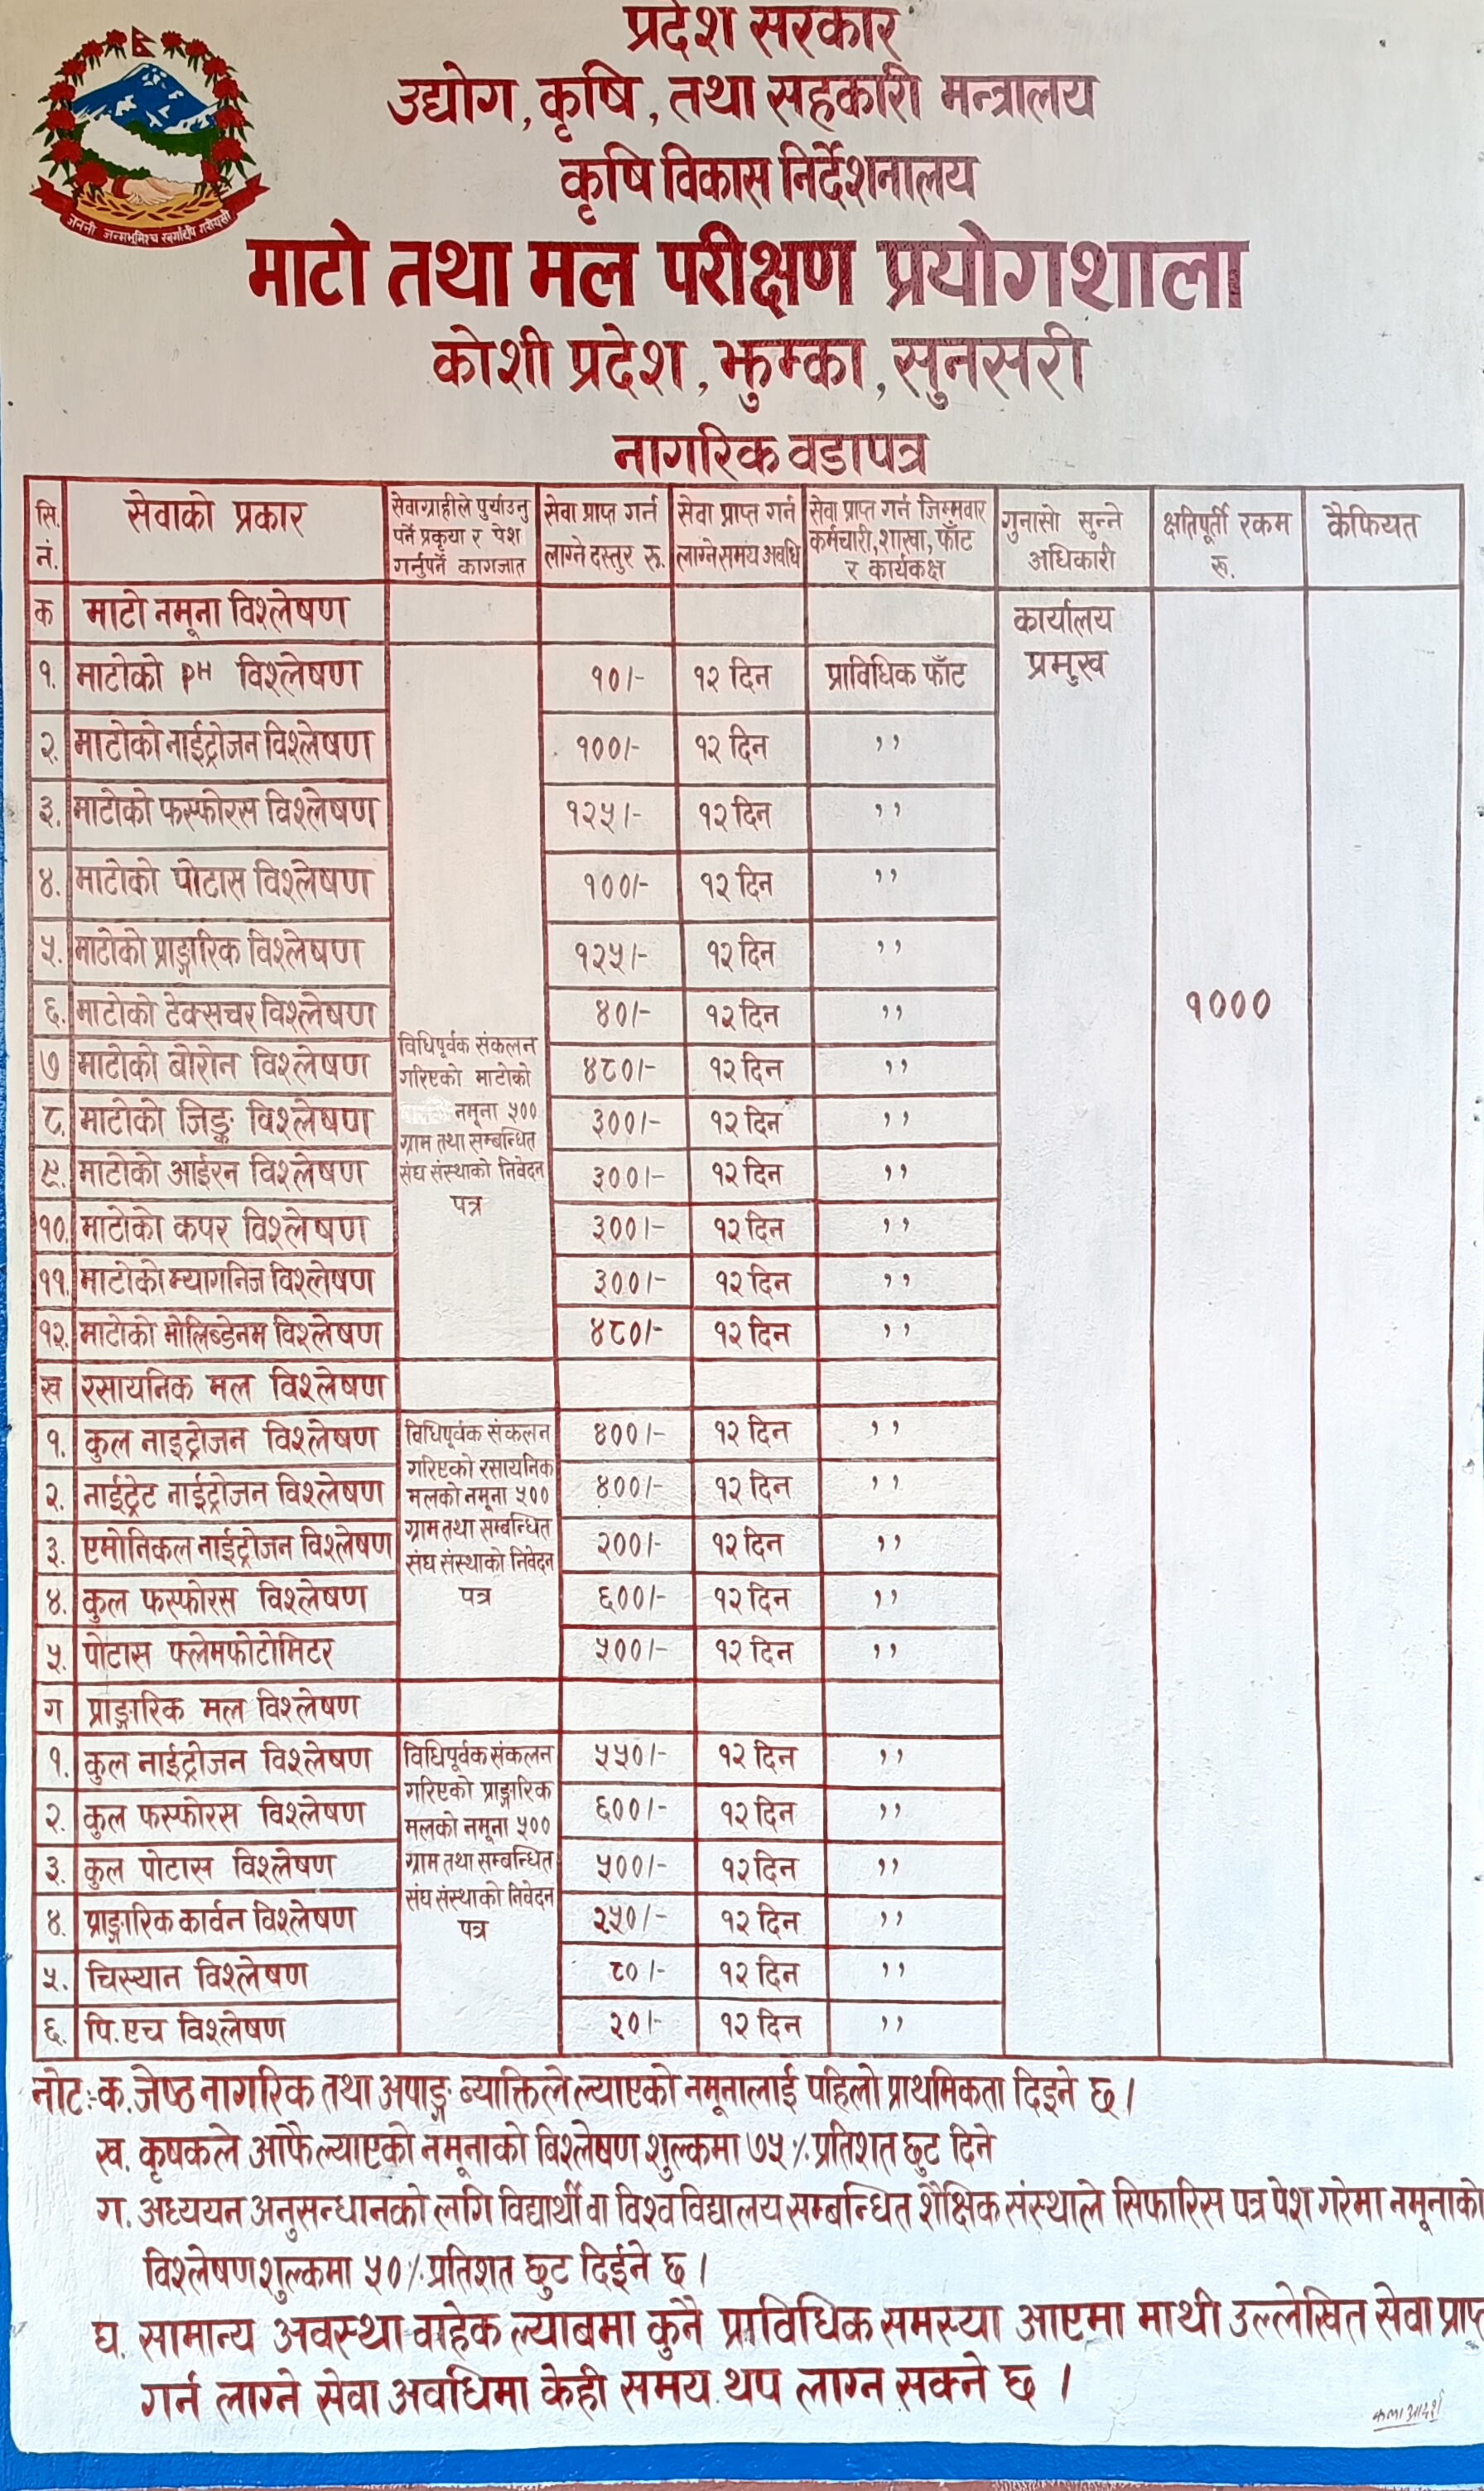 प्रदेश सरकार
उद्योग, कृषि, तथा सहकारी मन्त्रालय
कृषि विकास निर्देशनालय
माटो तथा मल परीक्षण प्रयोगशाला
कोशी प्रदेश, झुम्का, सुनसरी
नागरिक वडापत्र
जननी जन्मभूमिश्च स्वर्गादपि गरीयसी
सि. नं. सेवाको प्रकार सेवाग्राहीले पुर्याउनु पर्ने प्रकृया र पेश गर्नुपर्ने कागजात सेवा प्राप्त गर्न लाग्ने दस्तुर रु. सेवा प्राप्त गर्न लाग्ने समय अवधि सेवा प्राप्त गर्न जिम्मवार कर्मचारी, शाखा, फाँट र कार्यकक्ष गुनासो सुन्ने अधिकारी क्षतिपूर्ती रकम रु. कैफियत
क माटो नमूना विश्लेषण कार्यालय प्रमुख
१. माटोको PH विश्लेषण १०।- १२ दिन प्राविधिक फाँट
२. माटोको नाईट्रोजन विश्लेषण १००।- १२ दिन ,,
३. माटोको फस्फोरस विश्लेषण १२५।- १२ दिन ,,
४. माटोको पोटास विश्लेषण १००।- १२ दिन ,,
५. माटोको प्राङ्गारिक विश्लेषण १२५।- १२ दिन ,,
६. माटोको टेक्सचर विश्लेषण ४०।- १२ दिन ,, १०००
७ माटोको बोरोन विश्लेषण ४८०।- १२ दिन ,,
८. माटोको जिङ्क विश्लेषण ३००।- १२ दिन ,,
९. माटोको आईरन विश्लेषण ३००।- १२ दिन ,,
१०. माटोको कपर विश्लेषण ३००।- १२ दिन ,,
११. माटोको म्यागनिज विश्लेषण ३००।- १२ दिन ,,
१२. माटोको मोलिब्डेनम विश्लेषण ४८०।- १२ दिन ,,
विधिपूर्वक संकलन
गरिएको माटोको
नमूना ५००
ग्राम तथा सम्बन्धित
संघ संस्थाको निवेदन
पत्र
ख रसायनिक मल विश्लेषण
१. कुल नाइट्रोजन विश्लेषण ४००।- १२ दिन ,,
२. नाईट्रेट नाईट्रोजन विश्लेषण ४००।- १२ दिन ,,
३. एमोनिकल नाईट्रोजन विश्लेषण २००।- १२ दिन ,,
४. कुल फस्फोरस विश्लेषण ६००।- १२ दिन ,,
५. पोटास फ्लेमफोटोमिटर ५००।- १२ दिन ,,
विधिपूर्वक संकलन
गरिएको रसायनिक
मलको नमूना ५००
ग्राम तथा सम्बन्धित
संघ संस्थाको निवेदन
पत्र
ग प्राङ्गारिक मल विश्लेषण
१. कुल नाईट्रोजन विश्लेषण ५५०।- १२ दिन ,,
२. कुल फस्फोरस विश्लेषण ६००।- १२ दिन ,,
३. कुल पोटास विश्लेषण ५००।- १२ दिन ,,
४. प्राङ्गारिक कार्वन विश्लेषण २५०।- १२ दिन ,,
५. चिस्यान विश्लेषण ८०।- १२ दिन ,,
६. पि.एच विश्लेषण २०।- १२ दिन ,,
विधिपूर्वक संकलन
गरिएको प्राङ्गारिक
मलको नमूना ५००
ग्राम तथा सम्बन्धित
संघ संस्थाको निवेदन
पत्र
नोट:- क. जेष्ठ नागरिक तथा अपाङ्ग ब्याक्तिले ल्याएको नमूनालाई पहिलो प्राथमिकता दिइने छ।
ख. कृषकले आफै ल्याएको नमूनाको बिश्लेषण शुल्कमा ७५% प्रतिशत छुट दिने
ग. अध्ययन अनुसन्धानको लागि विद्यार्थी वा विश्व विद्यालय सम्बन्धित शैक्षिक संस्थाले सिफारिस पत्र पेश गरेमा नमूनाको
विश्लेषण शुल्कमा ५०% प्रतिशत छुट दिईने छ।
घ. सामान्य अवस्था वाहेक ल्याबमा कुनै प्राविधिक समस्या आएमा माथी उल्लेखित सेवा प्राप्त
गर्न लाग्ने सेवा अवधिमा केही समय थप लाग्न सक्ने छ।
कला आदर्श